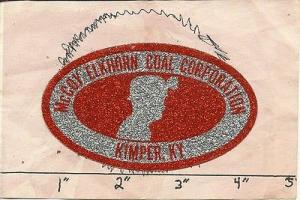 McCOY ELKHORN COAL CORPORATION
KIMPER, KY.
1" 2" 3" 4" 5